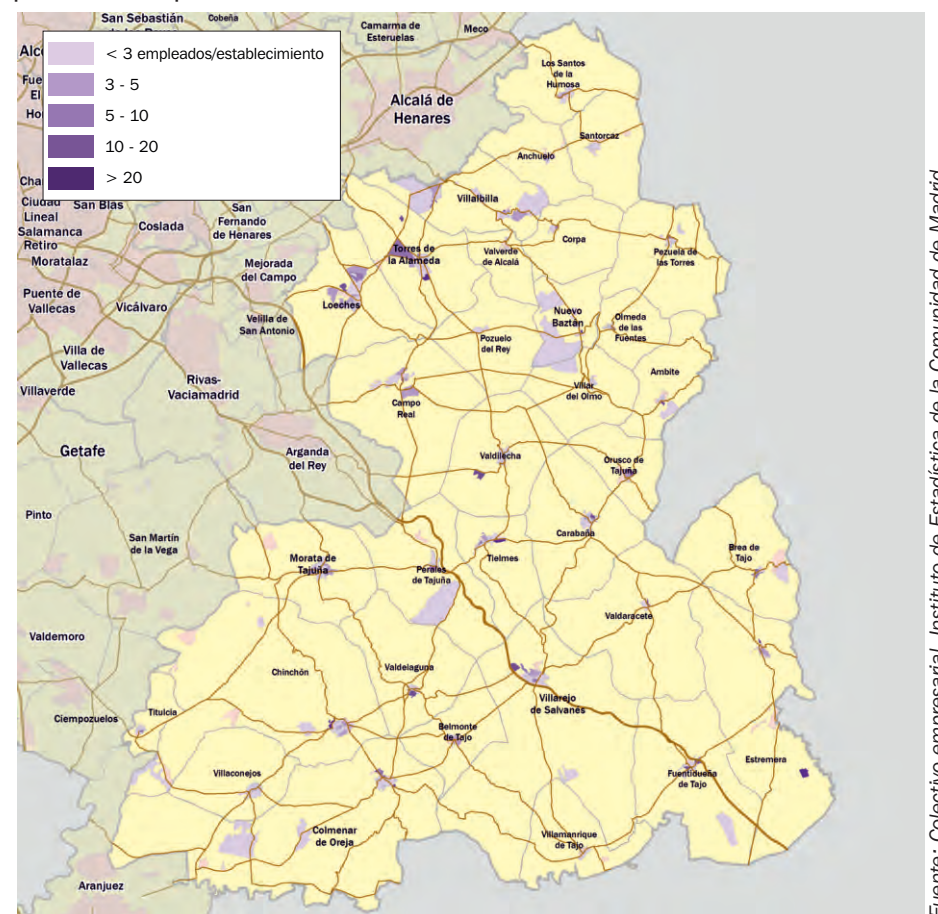 San Sebastián
Cobeña
Camarma de
Esteruelas
Meco
< 3 empleados/establecimiento
3 - 5
5 - 10
10 - 20
> 20
Alcalá de
Henares
Los Santos
de la
Humosa
Santorcaz
Anchuelo
Ciudad
Lineal
San Blas
Salamanca
Retiro
Moratalaz
Coslada
San
Fernando
de Henares
Mejorada
del Campo
Puente de
Vallecas
Vicálvaro
Velilla de
San Antonio
Villa de
Vallecas
Villaverde
Rivas-
Vaciamadrid
Getafe
Arganda
del Rey
Pinto
San Martín
de la Vega
Valdemoro
Ciempozuelos
Aranjuez
Villalbilla
Torres de
la Alameda
Valverde
de Alcalá
Corpa
Pezuela de
las Torres
Loeches
Nuevo
Baztán
Olmeda
de las
Fuentes
Pozuelo
del Rey
Villar
del Olmo
Ambite
Campo
Real
Valdilecha
Orusco de
Tajuña
Carabaña
Tielmes
Brea de
Tajo
Morata de
Tajuña
Perales
de Tajuña
Valdaracete
Chinchón
Valdelaguna
Villarejo
de Salvanés
Titulcia
Belmonte
de Tajo
Villaconejos
Fuentidueña
de Tajo
Estremera
Colmenar
de Oreja
Villamanrique
de Tajo
Fuente: Colectivo empresarial. Instituto de Estadística de la Comunidad de Madrid